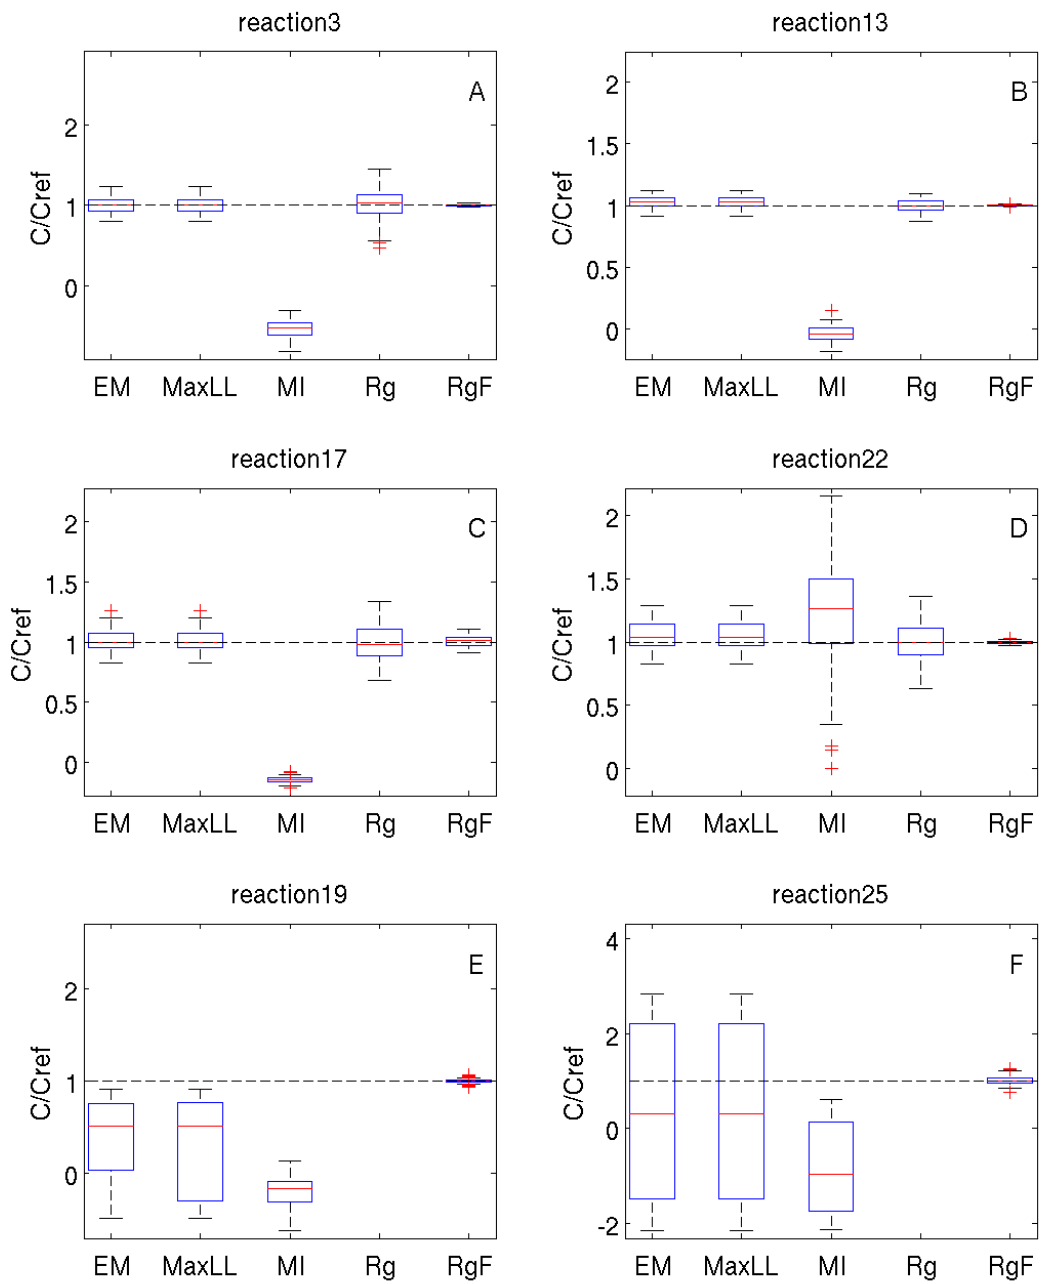 reaction3
A
C/Cref
2
1
0
EM MaxLL MI Rg RgF
reaction13
B
C/Cref
2
1.5
1
0.5
0
EM MaxLL MI Rg RgF
reaction17
C
C/Cref
2
1.5
1
0.5
0
EM MaxLL MI Rg RgF
reaction22
D
C/Cref
2
1.5
1
0.5
0
EM MaxLL MI Rg RgF
reaction19
E
C/Cref
2
1
0
EM MaxLL MI Rg RgF
reaction25
F
C/Cref
4
2
1
0
-2
EM MaxLL MI Rg RgF